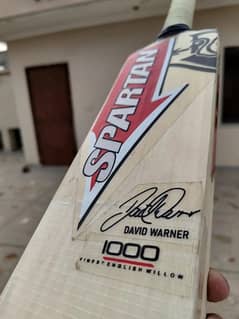 SPARTAN
David Warner
DAVID WARNER
1000
FINEST ENGLISH WILLOW